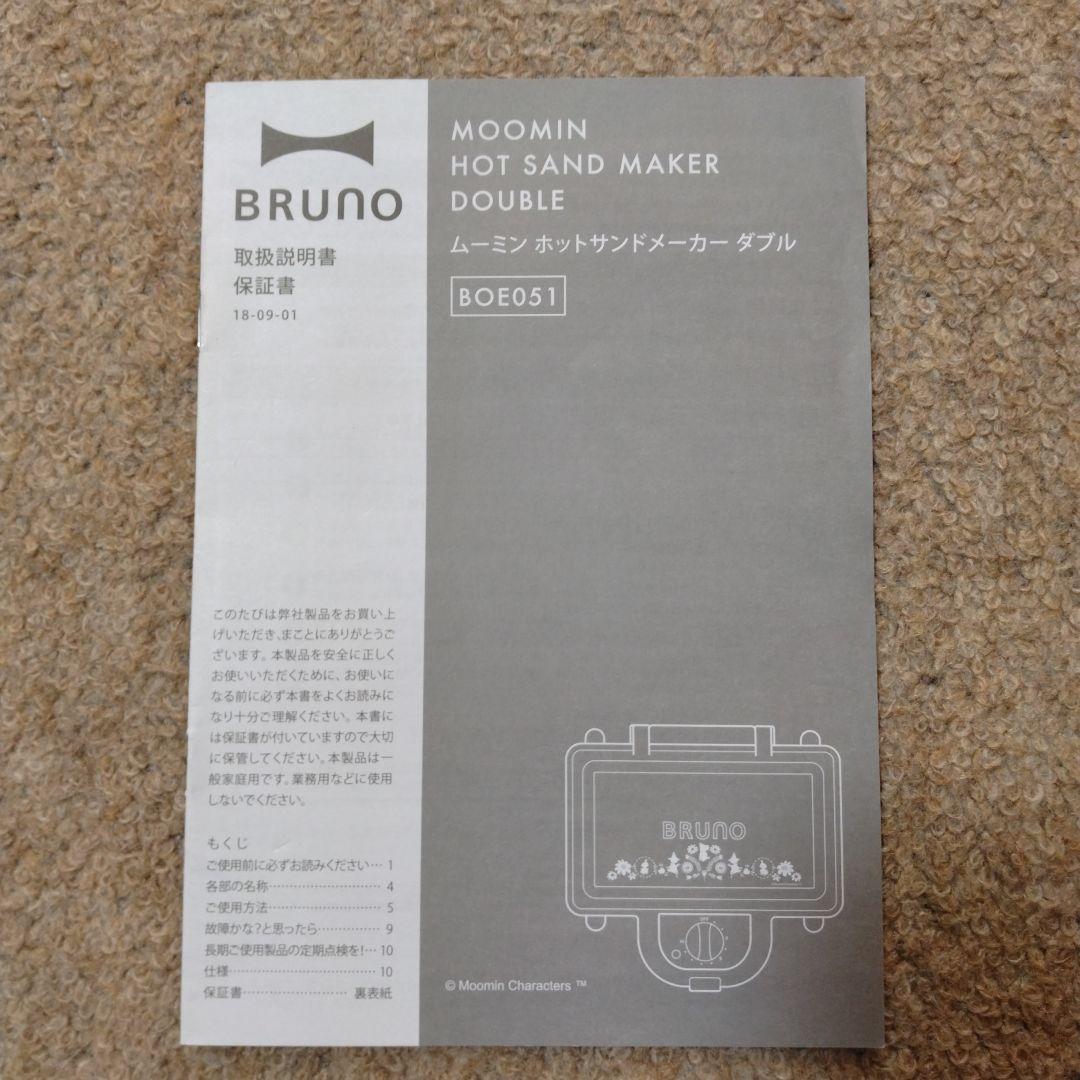 BRUNO
取扱説明書
保証書
18-09-01
MOOMIN
HOT SAND MAKER
DOUBLE
ムーミン ホットサンドメーカー ダブル
BOE051
このたびは弊社製品をお買い上
げいただき、まことにありがとうご
ざいます。本製品を安全に正しく
お使いいただくために、お使いに
なる前に必ず本書をよくお読みに
なり十分ご理解ください。本書に
は保証書が付いていますので大切
に保管してください。本製品は一
般家庭用です。業務用などに使用
しないでください。
もくじ
ご使用前に必ずお読みください… 1
各部の名称……………………… 4
ご使用方法……………………… 5
故障かな?と思ったら…………… 9
長期ご使用製品の定期点検を!… 10
仕様……………………………… 10
保証書…………………… 裏表紙
BRUNO
OFF
© Moomin Characters ™